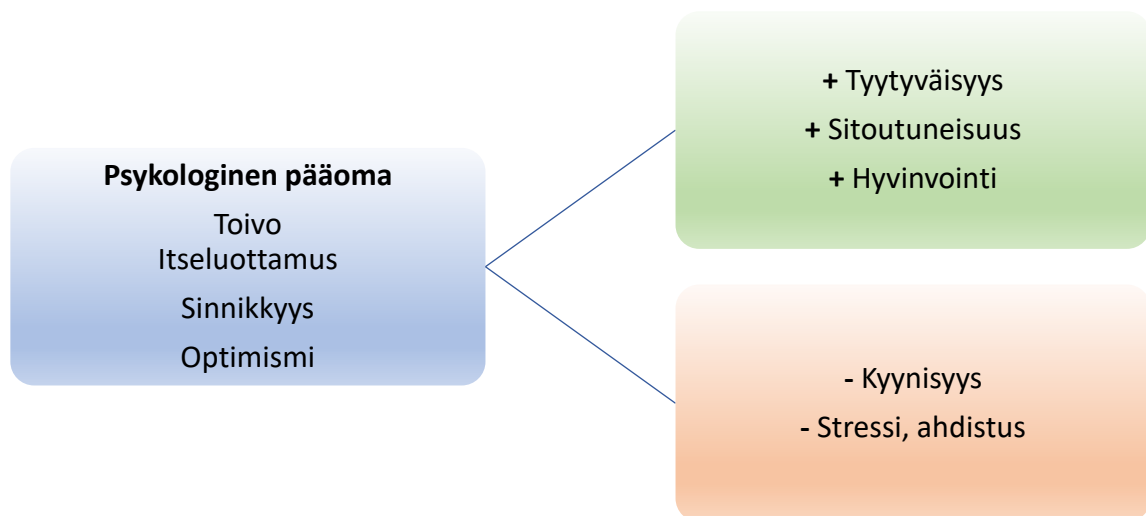 Psykologinen pääoma
Toivo
Itseluottamus
Sinnikkyys
Optimismi
+ Tyytyväisyys
+ Sitoutuneisuus
+ Hyvinvointi
- Kyynisyys
- Stressi, ahdistus